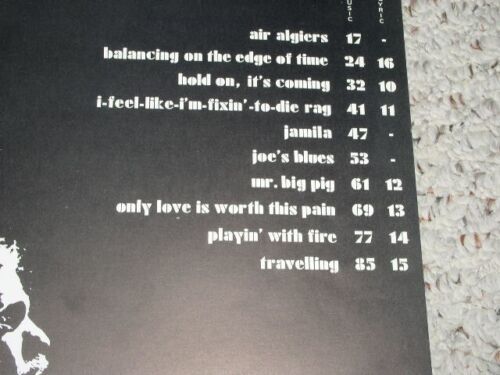 MUSIC
LYRIC
air algiers 17 -
balancing on the edge of time 24 16
hold on, it's coming 32 10
i-feel-like-i'm-fixin'-to-die rag 41 11
jamila 47 -
joe's blues 53 -
mr. big pig 61 12
only love is worth this pain 69 13
playin' with fire 77 14
travelling 85 15